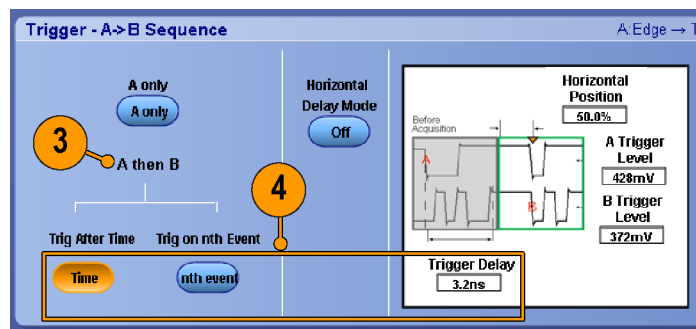 Trigger - A->B Sequence
A:Edge → T
A only
A only
3
A then B
4
Trig After Time
Trig on nth Event
Time
nth event
Horizontal
Delay Mode
Off
Before
Acquisition
A
B
Horizontal
Position
50.0%
A Trigger
Level
428mV
B Trigger
Level
372mV
Trigger Delay
3.2ns